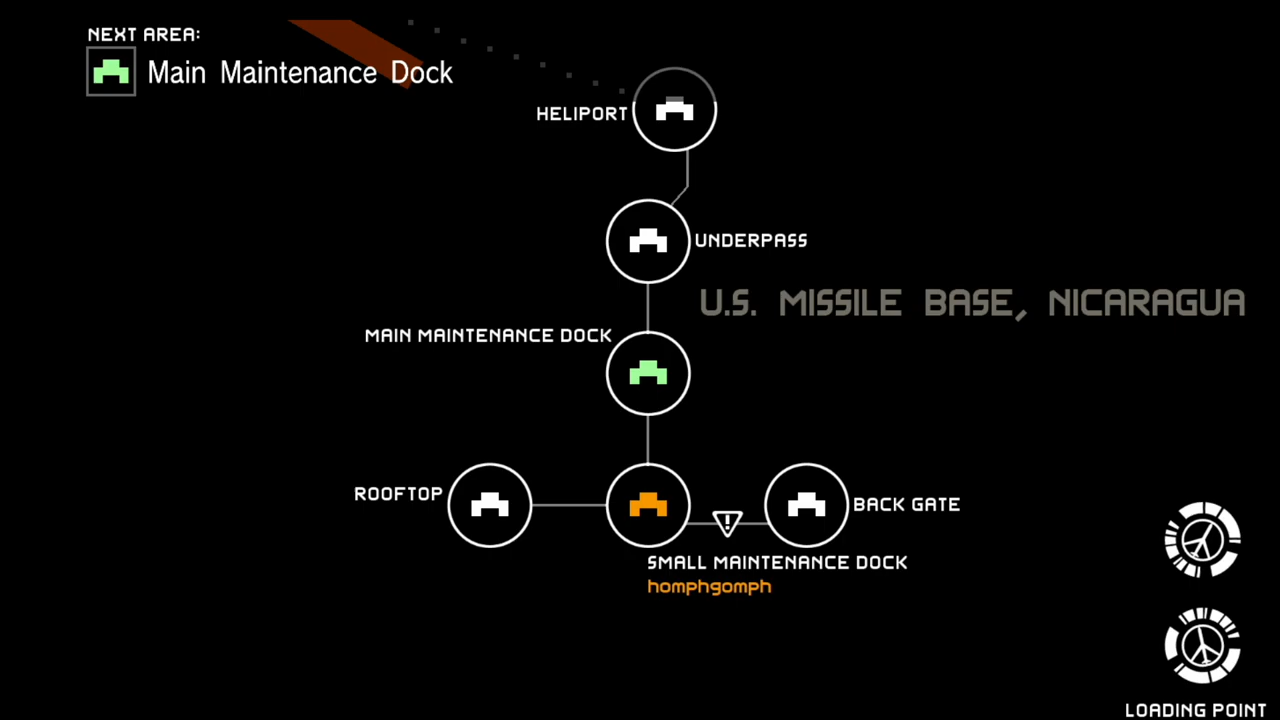 NEXT AREA:
Main Maintenance Dock
HELIPORT
UNDERPASS
U.S. MISSILE BASE, NICARAGUA
MAIN MAINTENANCE DOCK
ROOFTOP
BACK GATE
SMALL MAINTENANCE DOCK
homphgomph
LOADING POINT